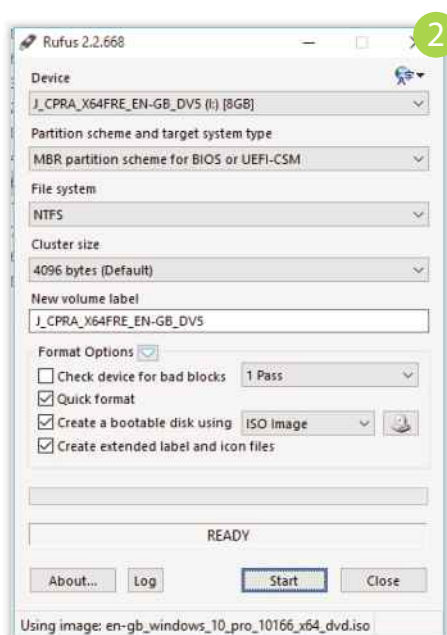 2
Rufus 2.2.668
Device
J_CPRA_X64FRE_EN-GB_DV5 (I:) [8GB]
Partition scheme and target system type
MBR partition scheme for BIOS or UEFI-CSM
File system
NTFS
Cluster size
4096 bytes (Default)
New volume label
J_CPRA_X64FRE_EN-GB_DV5
Format Options
Check device for bad blocks 1 Pass
Quick format
Create a bootable disk using ISO Image
Create extended label and icon files
READY
About... Log Start Close
Using image: en-gb_windows_10_pro_10166_x64_dvd.iso